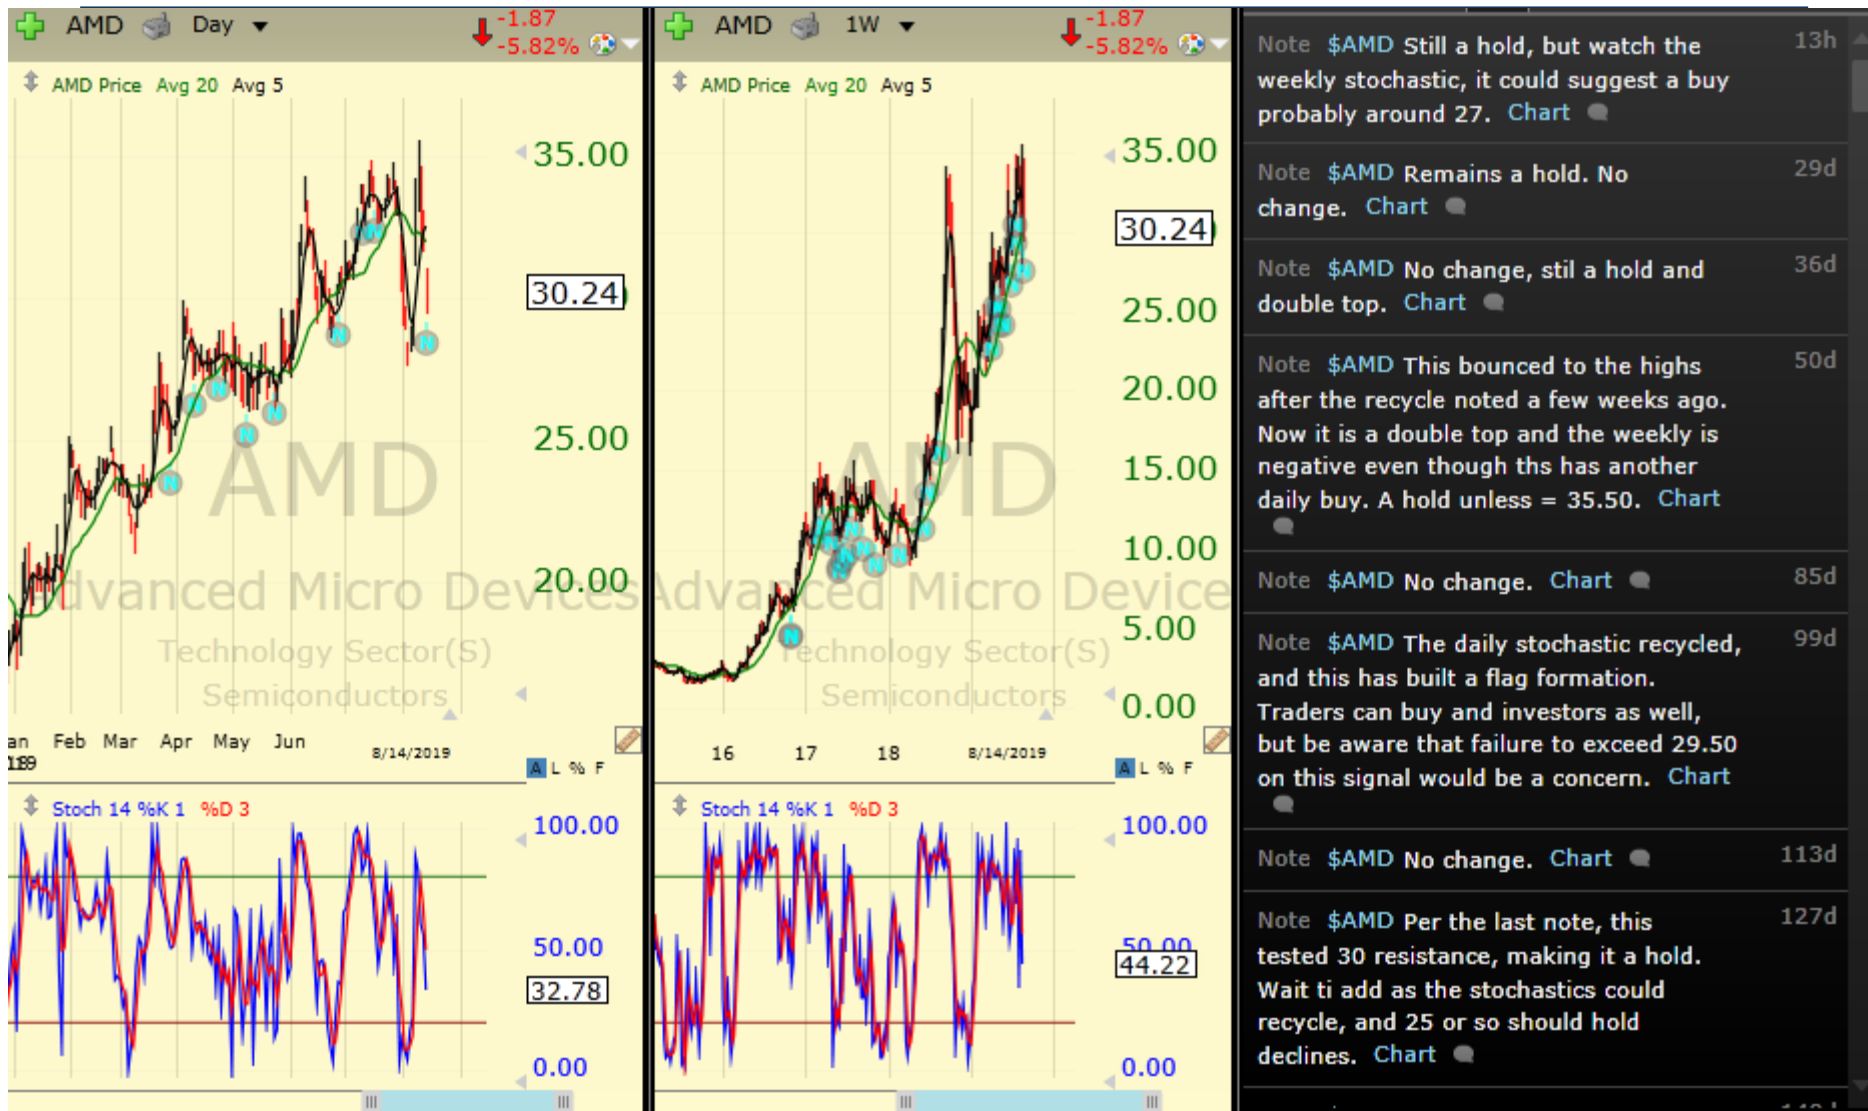 AMD Day
-1.87
-5.82%
AMD Price Avg 20 Avg 5
35.00
30.24
25.00
20.00
AMD
Advanced Micro Devices
Technology Sector(S)
Semiconductors
N N N N N N N N
an Feb Mar Apr May Jun 8/14/2019
A L % F
Stoch 14 %K 1 %D 3
100.00
50.00
32.78
0.00
AMD 1W
-1.87
-5.82%
AMD Price Avg 20 Avg 5
35.00
30.24
25.00
20.00
15.00
10.00
5.00
0.00
AMD
Advanced Micro Device
Technology Sector(S)
Semiconductors
16 17 18 8/14/2019
A L % F
Stoch 14 %K 1 %D 3
100.00
50.00
44.22
0.00
Note $AMD Still a hold, but watch the 13h
weekly stochastic, it could suggest a buy
probably around 27. Chart
Note $AMD Remains a hold. No 29d
change. Chart
Note $AMD No change, stil a hold and 36d
double top. Chart
Note $AMD This bounced to the highs 50d
after the recycle noted a few weeks ago.
Now it is a double top and the weekly is
negative even though ths has another
daily buy. A hold unless = 35.50. Chart
Note $AMD No change. Chart 85d
Note $AMD The daily stochastic recycled, 99d
and this has built a flag formation.
Traders can buy and investors as well,
but be aware that failure to exceed 29.50
on this signal would be a concern. Chart
Note $AMD No change. Chart 113d
Note $AMD Per the last note, this 127d
tested 30 resistance, making it a hold.
Wait ti add as the stochastics could
recycle, and 25 or so should hold
declines. Chart